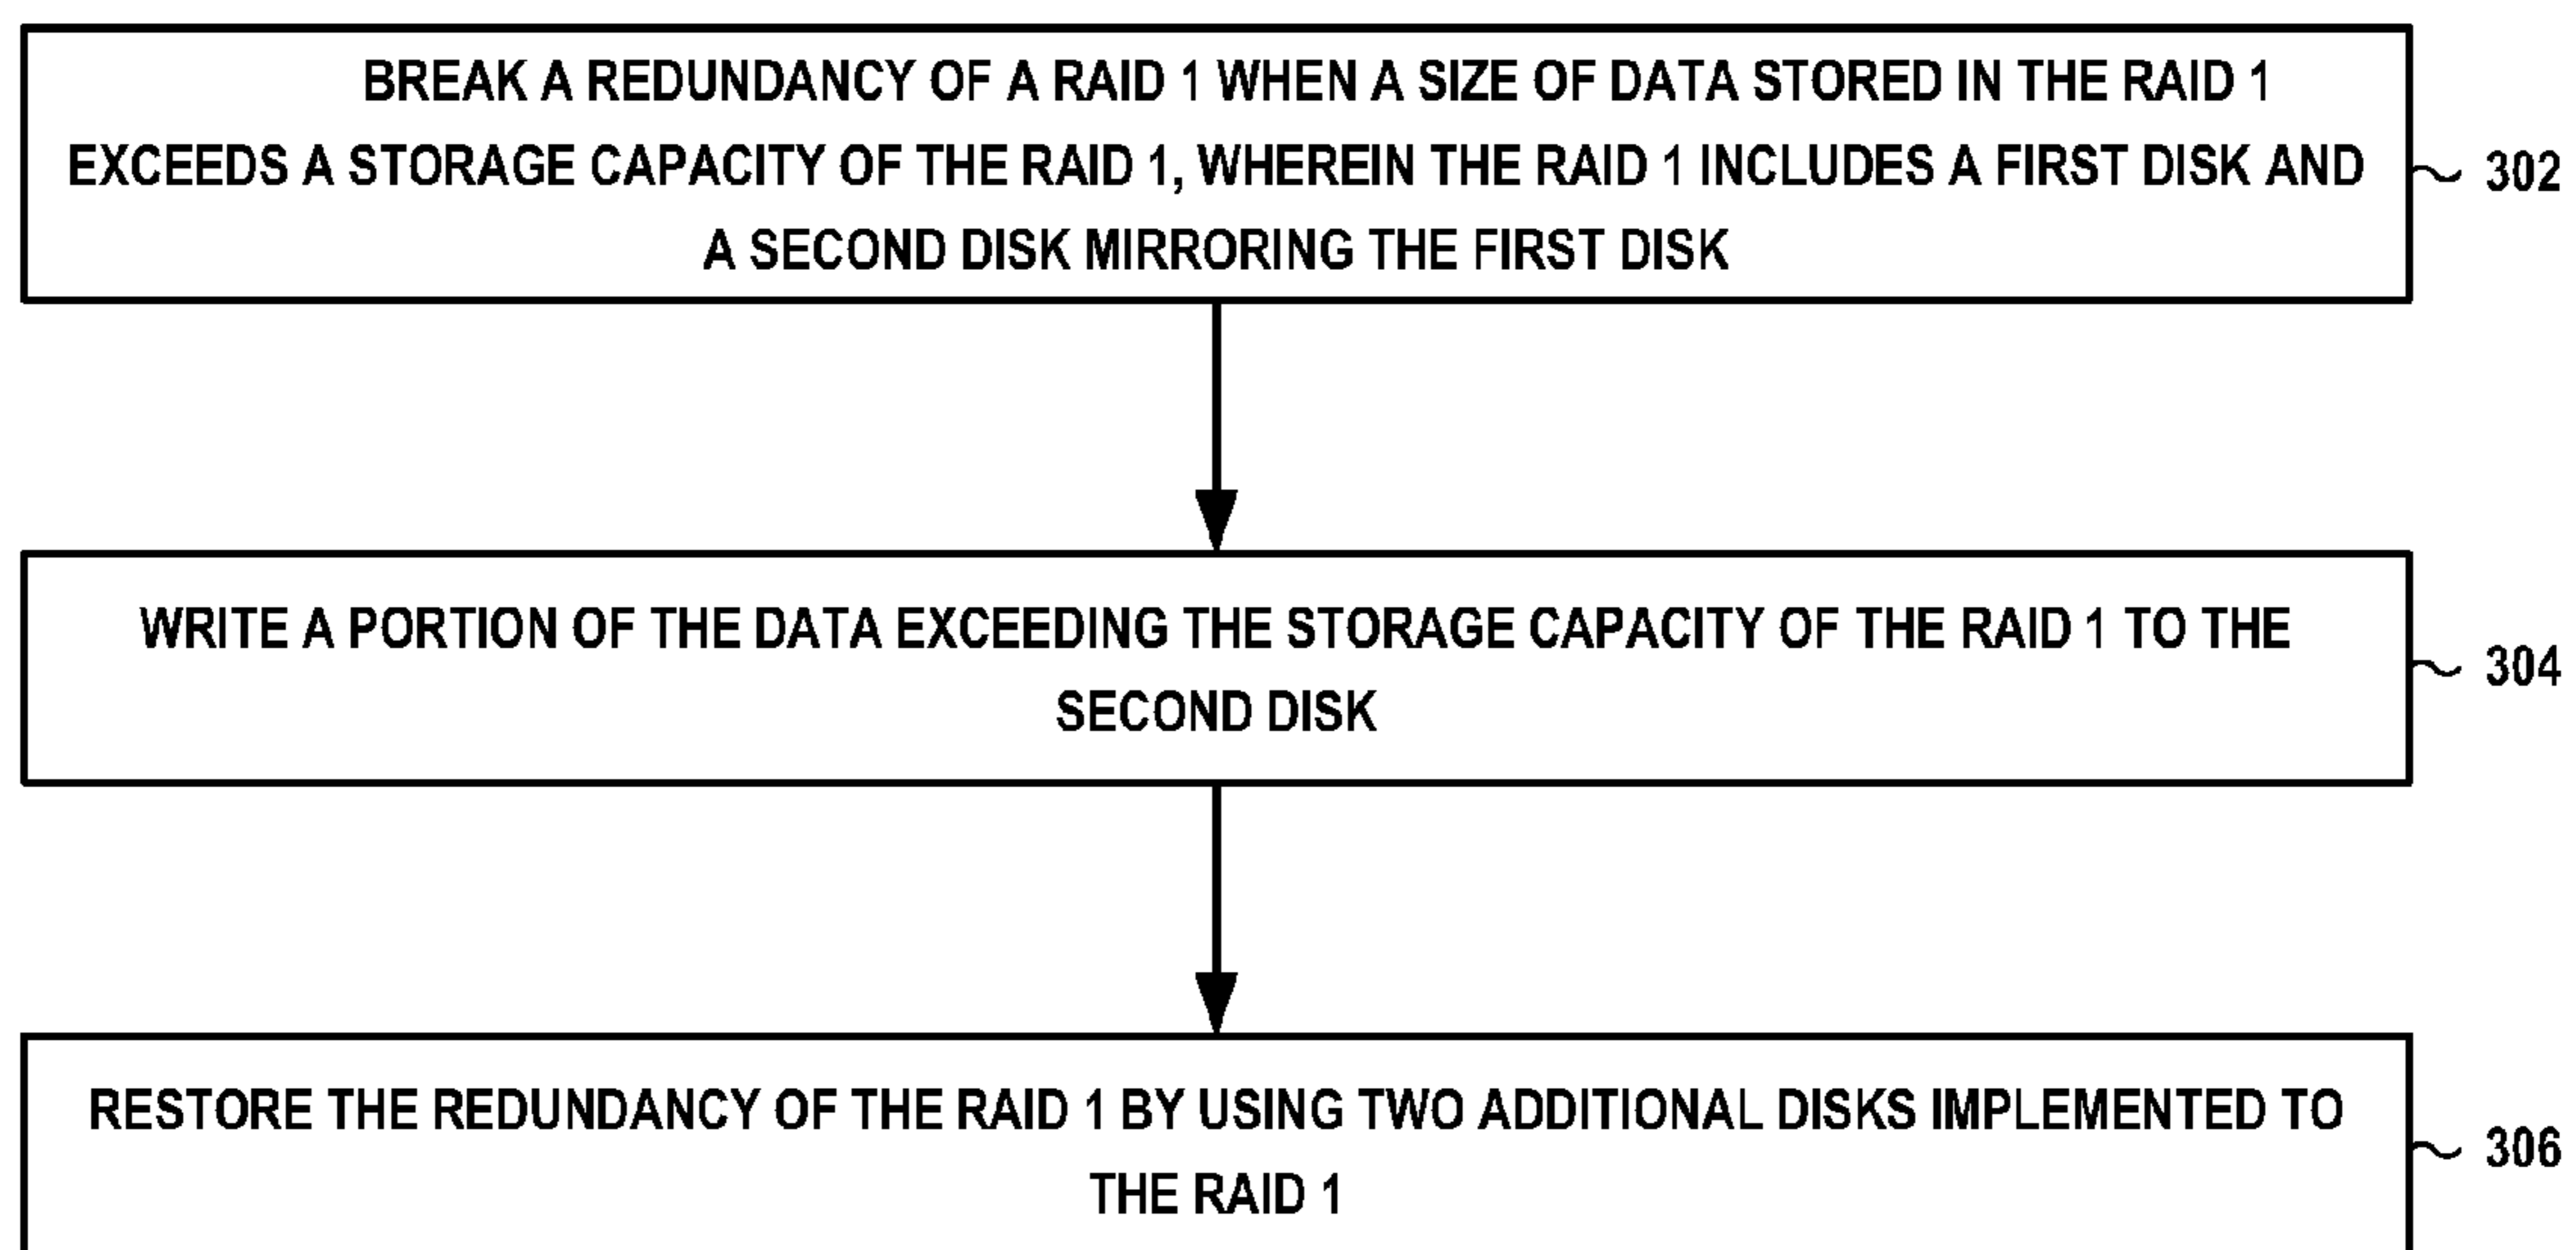 BREAK A REDUNDANCY OF A RAID 1 WHEN A SIZE OF DATA STORED IN THE RAID 1
EXCEEDS A STORAGE CAPACITY OF THE RAID 1, WHEREIN THE RAID 1 INCLUDES A FIRST DISK AND
A SECOND DISK MIRRORING THE FIRST DISK
302
WRITE A PORTION OF THE DATA EXCEEDING THE STORAGE CAPACITY OF THE RAID 1 TO THE
SECOND DISK
304
RESTORE THE REDUNDANCY OF THE RAID 1 BY USING TWO ADDITIONAL DISKS IMPLEMENTED TO
THE RAID 1
306